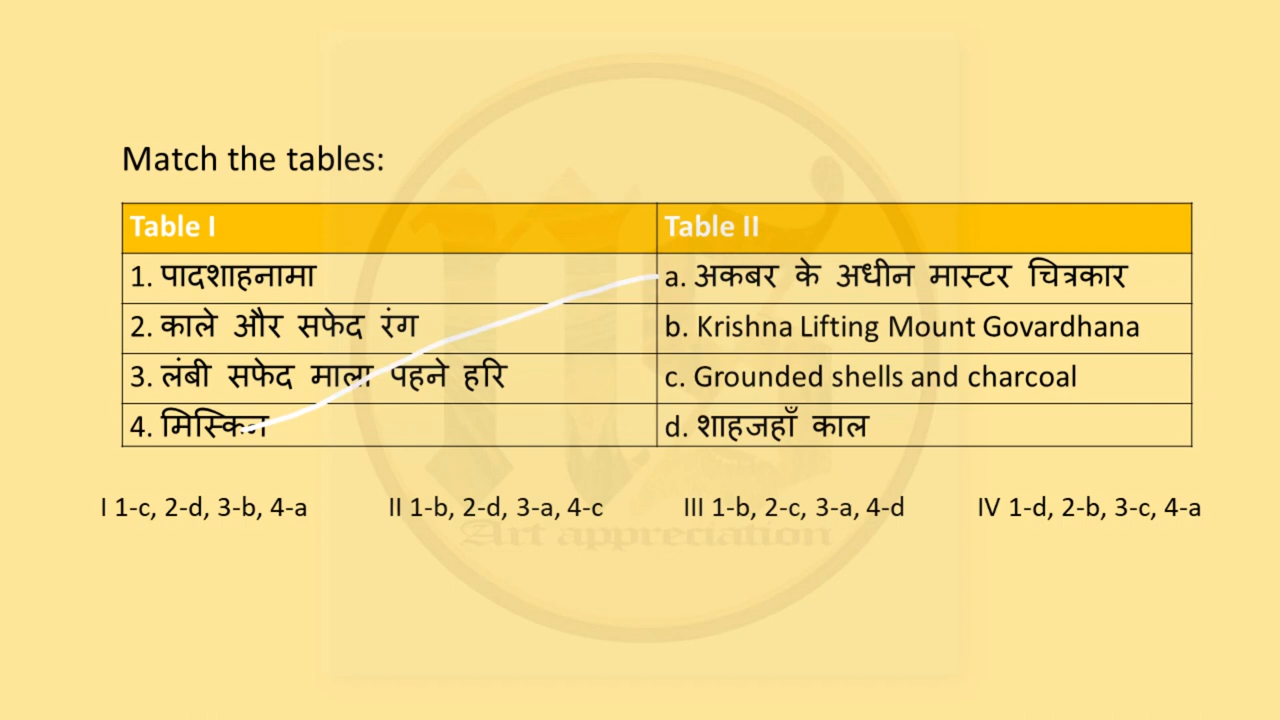 Match the tables:
Table I Table II
1. पादशाहनामा a. अकबर के अधीन मास्टर चित्रकार
2. काले और सफेद रंग b. Krishna Lifting Mount Govardhana
3. लंबी सफेद माला पहने हरि c. Grounded shells and charcoal
4. मिस्किन d. शाहजहाँ काल
I 1-c, 2-d, 3-b, 4-a II 1-b, 2-d, 3-a, 4-c III 1-b, 2-c, 3-a, 4-d IV 1-d, 2-b, 3-c, 4-a
Art appreciation